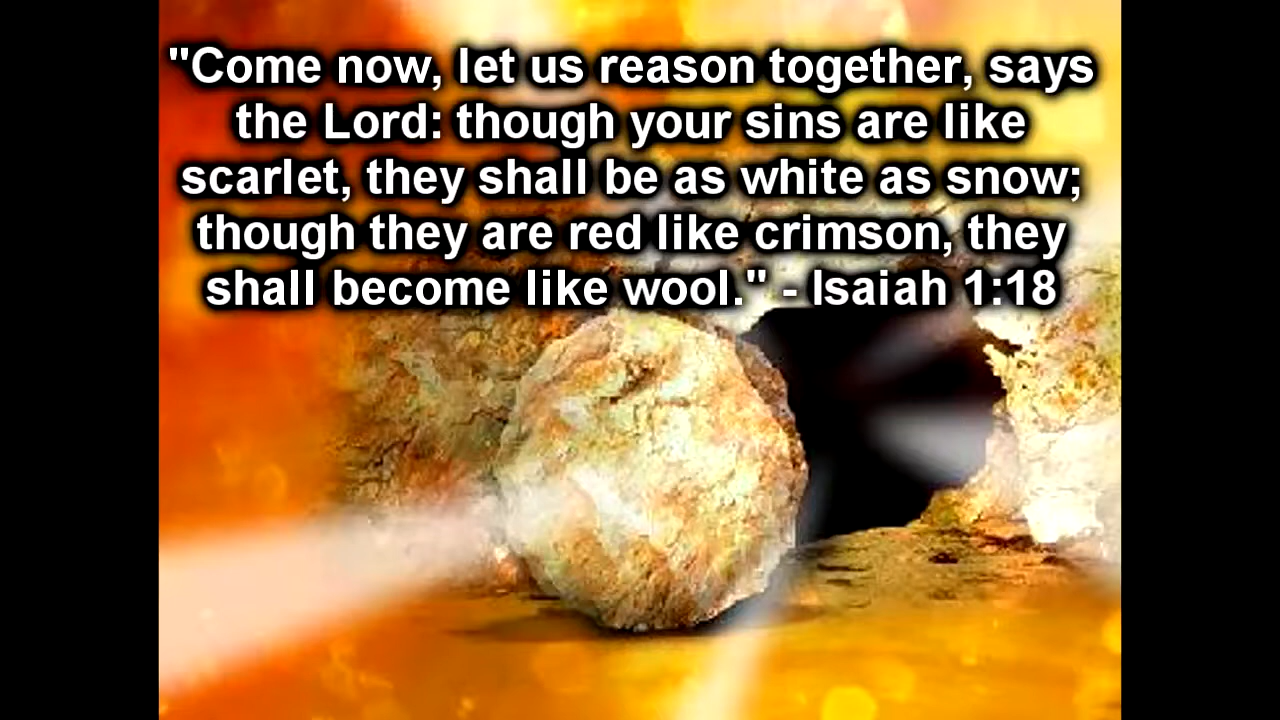 "Come now, let us reason together, says
the Lord: though your sins are like
scarlet, they shall be as white as snow;
though they are red like crimson, they
shall become like wool." - Isaiah 1:18